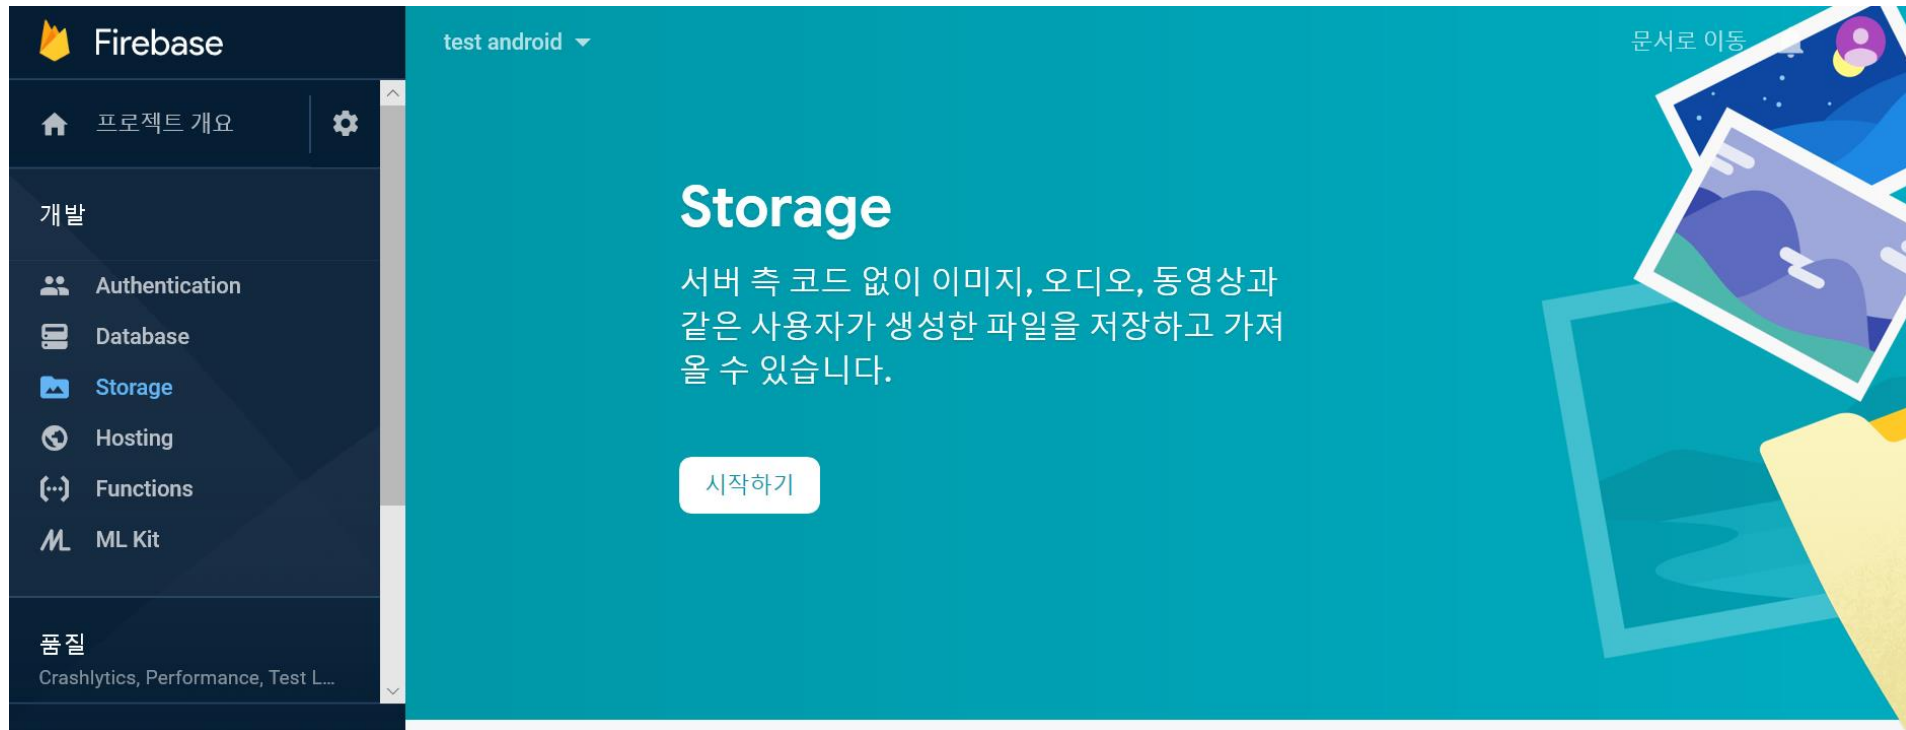 Firebase
test android
문서로 이동
프로젝트 개요
개발
Authentication
Database
Storage
Hosting
Functions
ML Kit
품질
Crashlytics, Performance, Test L...
Storage
서버 측 코드 없이 이미지, 오디오, 동영상과
같은 사용자가 생성한 파일을 저장하고 가져
올 수 있습니다.
시작하기